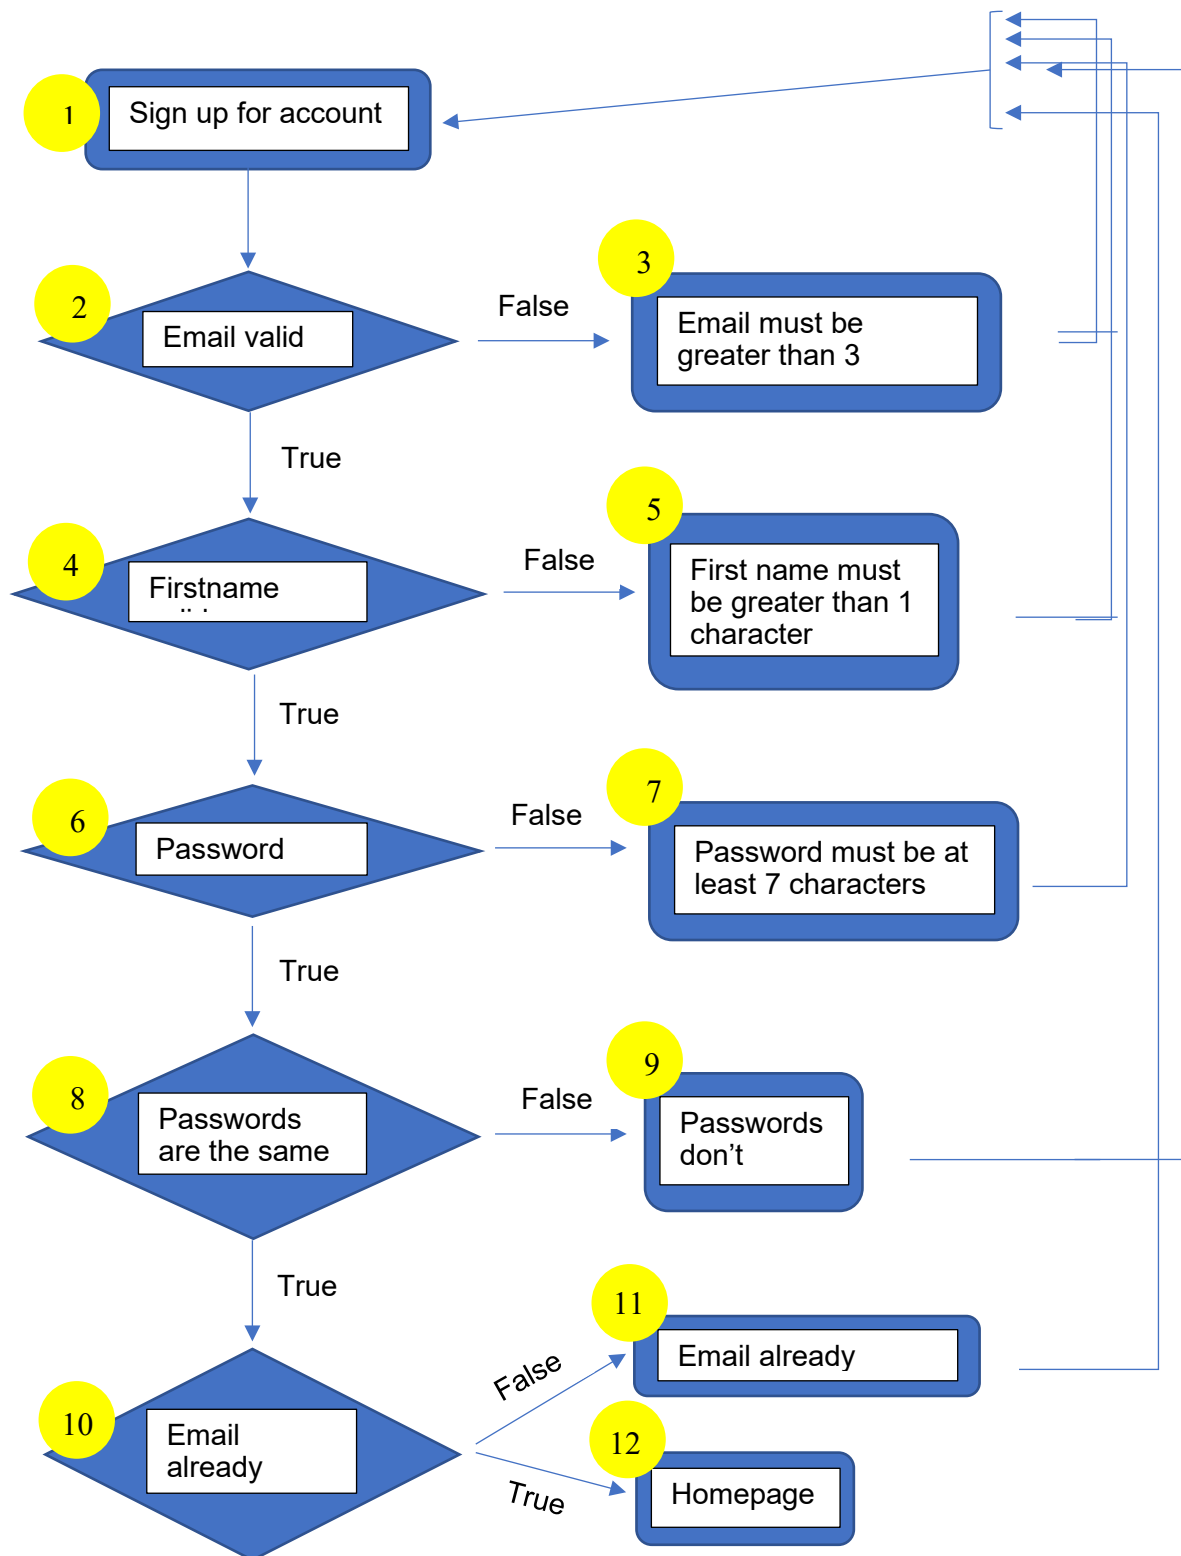 1
Sign up for account
2
Email valid
False
3
Email must be
greater than 3
True
4
Firstname
False
5
First name must
be greater than 1
character
True
6
Password
False
7
Password must be at
least 7 characters
True
8
Passwords
are the same
False
9
Passwords
don’t
True
10
Email
already
False
11
Email already
True
12
Homepage